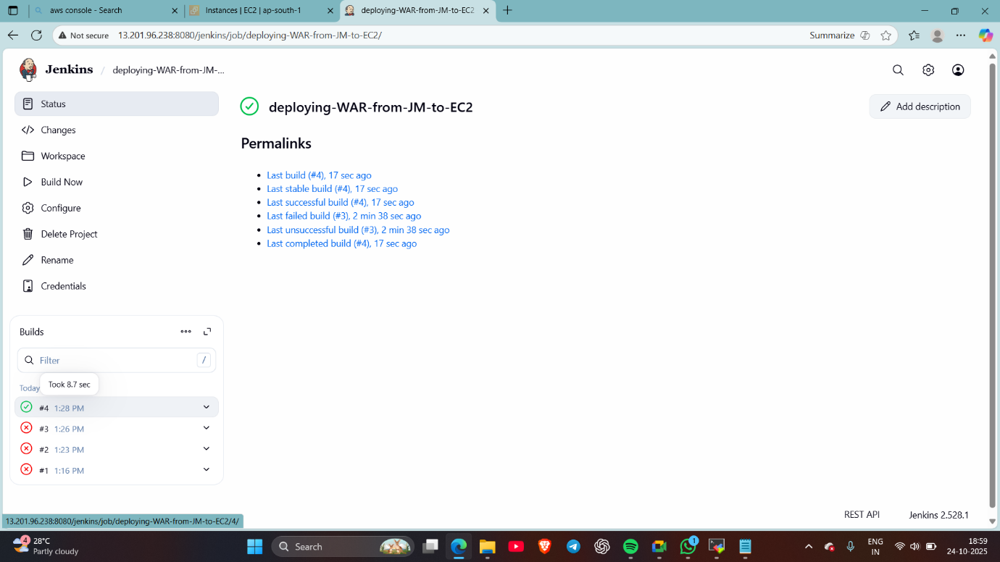 aws console - Search
Instances | EC2 | ap-south-1
deploying-WAR-from-JM-to-EC2
Not secure 13.201.96.238:8080/jenkins/job/deploying-WAR-from-JM-to-EC2/ Summarize
Jenkins / deploying-WAR-from-JM-...
Status
Changes
Workspace
Build Now
Configure
Delete Project
Rename
Credentials
Builds
Filter /
Today
Took 8.7 sec
#4 1:28 PM
#3 1:26 PM
#2 1:23 PM
#1 1:16 PM
deploying-WAR-from-JM-to-EC2
Add description
Permalinks
Last build (#4), 17 sec ago
Last stable build (#4), 17 sec ago
Last successful build (#4), 17 sec ago
Last failed build (#3), 2 min 38 sec ago
Last unsuccessful build (#3), 2 min 38 sec ago
Last completed build (#4), 17 sec ago
REST API Jenkins 2.528.1
13.201.96.238:8080/jenkins/job/deploying-WAR-from-JM-to-EC2/4/
4
28°C
Partly cloudy
Search
1
ENG
IN
18:59
24-10-2025